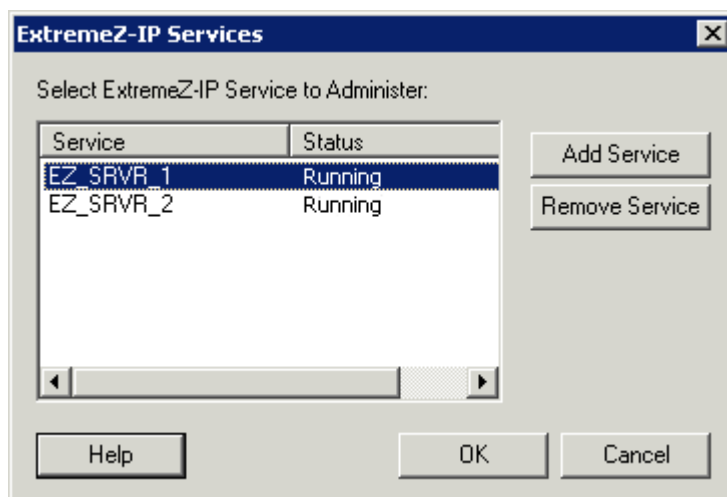 ExtremeZ-IP Services
Select ExtremeZ-IP Service to Administer:
Service Status
EZ_SRVR_1 Running
EZ_SRVR_2 Running
Add Service
Remove Service
Help OK Cancel